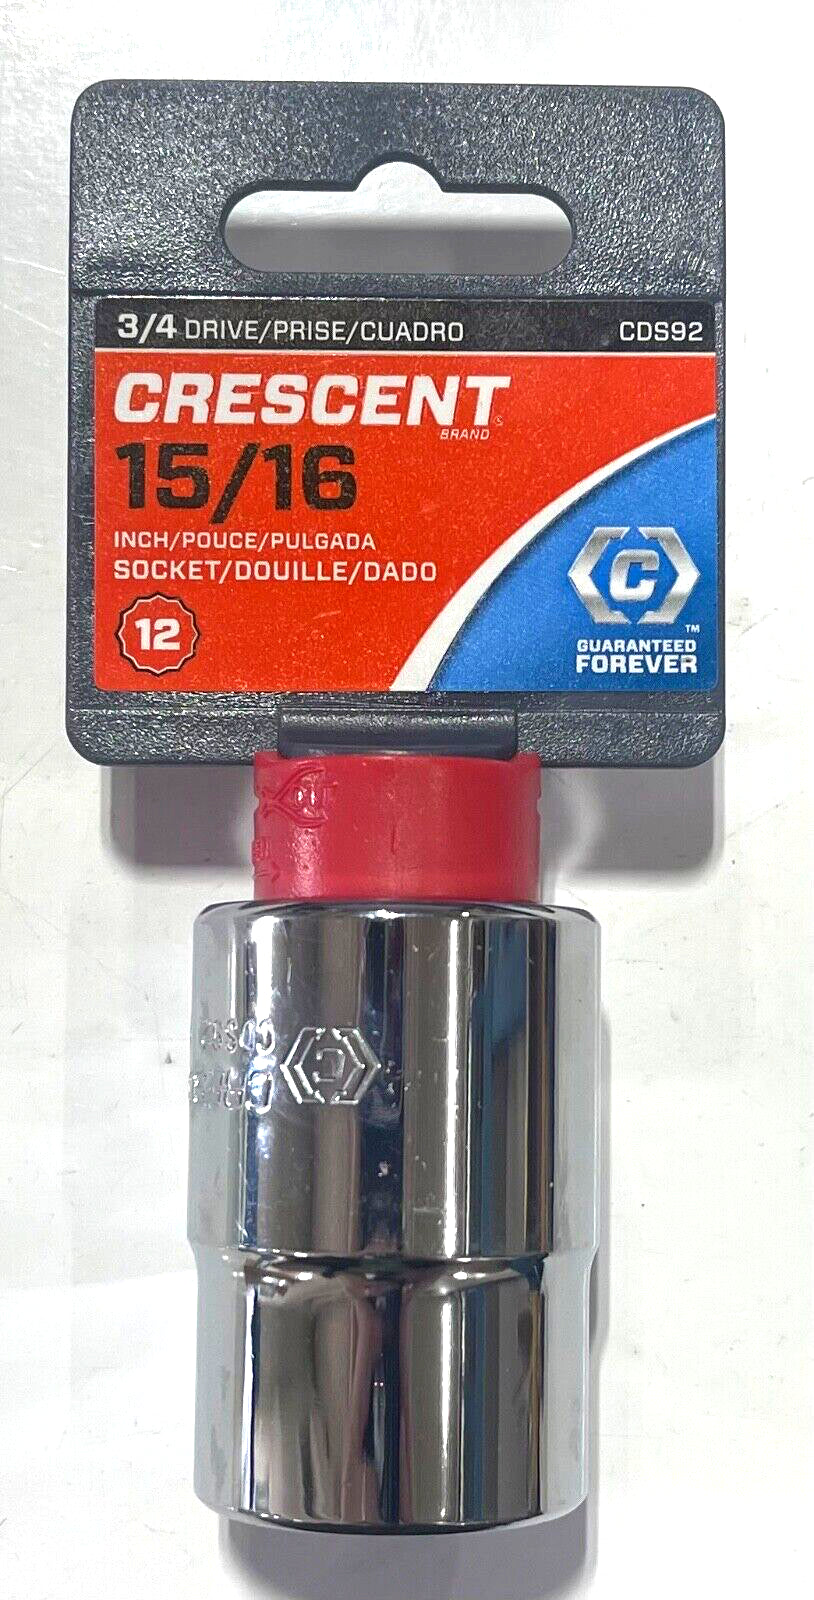 3/4 DRIVE/PRISE/CUADRO CDS92
CRESCENT
BRAND
15/16
INCH/POUCE/PULGADA
SOCKET/DOUILLE/DADO
12
C
™
GUARANTEED
FOREVER
C